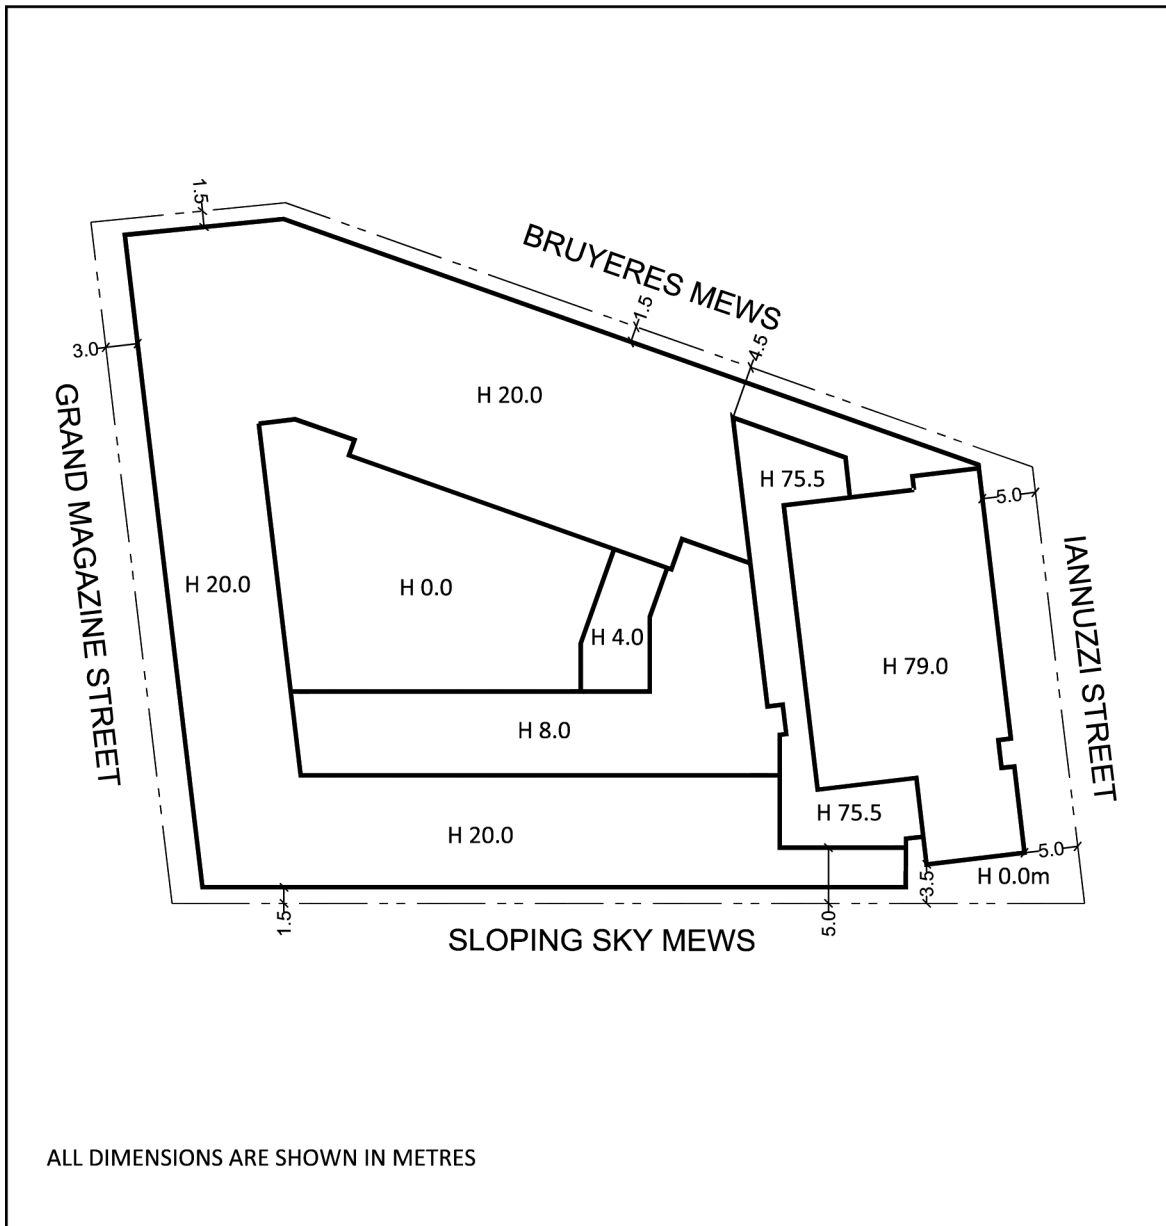 1.5
BRUYERES MEWS
1.5
4.5
3.0
GRAND MAGAZINE STREET
H 20.0
H 75.5
5.0
IANNUZZI STREET
H 20.0
H 0.0
H 4.0
H 79.0
H 8.0
H 75.5
H 20.0
5.0
3.5
H 0.0m
1.5
5.0
SLOPING SKY MEWS
ALL DIMENSIONS ARE SHOWN IN METRES